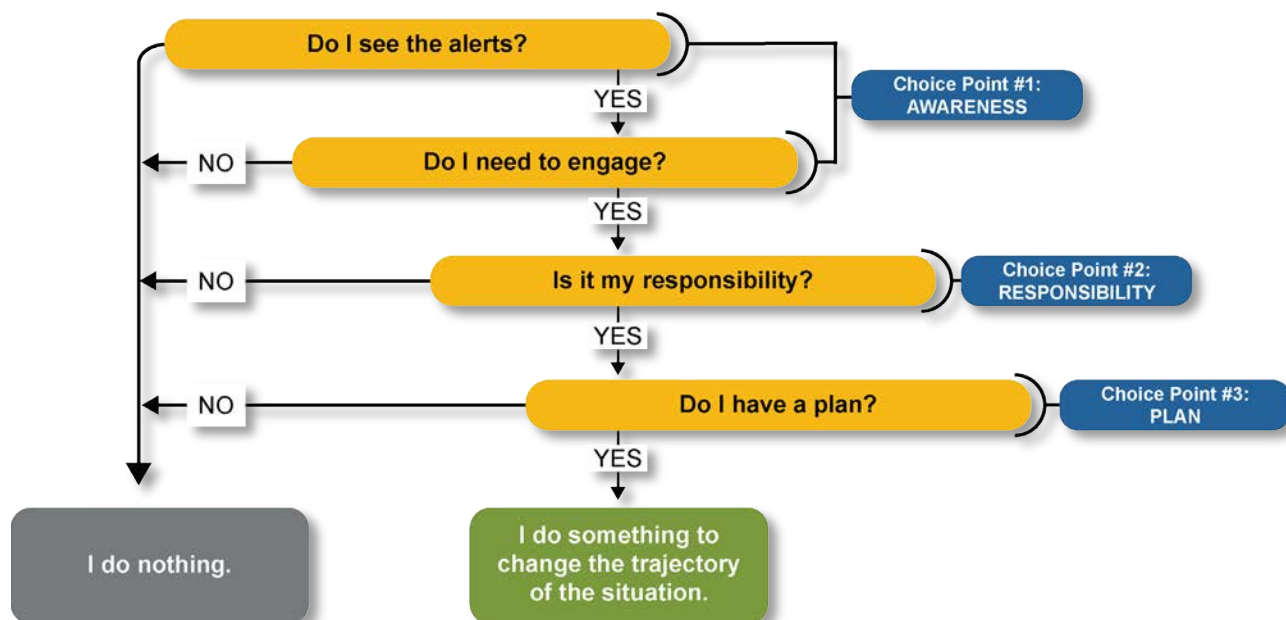 Do I see the alerts?
Choice Point #1:
AWARENESS
YES
NO
Do I need to engage?
YES
NO
Is it my responsibility?
Choice Point #2:
RESPONSIBILITY
YES
NO
Do I have a plan?
Choice Point #3:
PLAN
YES
I do nothing.
I do something to
change the trajectory
of the situation.